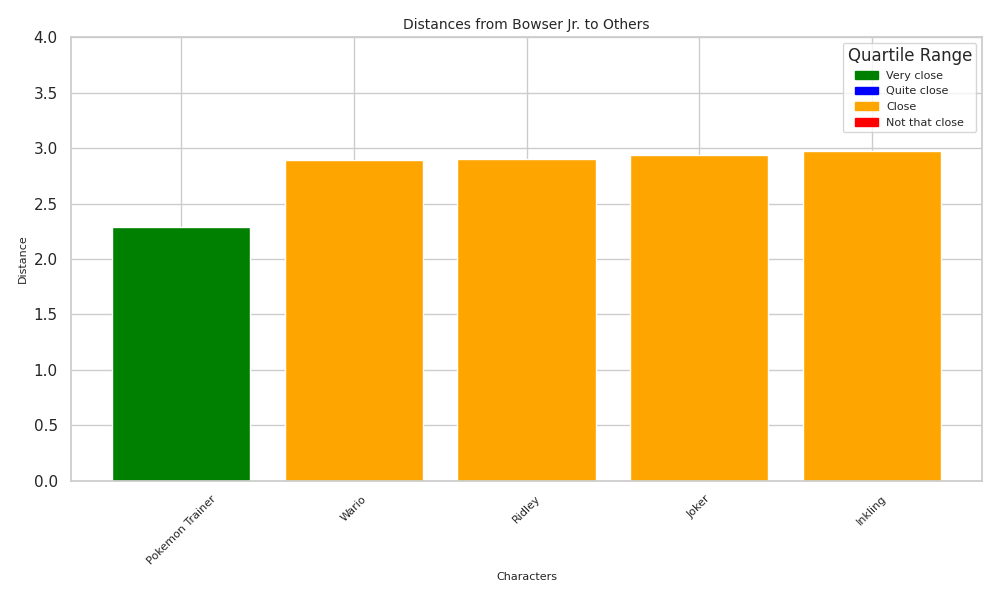 Distances from Bowser Jr. to Others
4.0
3.5
3.0
2.5
2.0
1.5
1.0
0.5
0.0
Distance
Quartile Range
Very close
Quite close
Close
Not that close
Pokemon Trainer
Wario
Ridley
Joker
Inkling
Characters